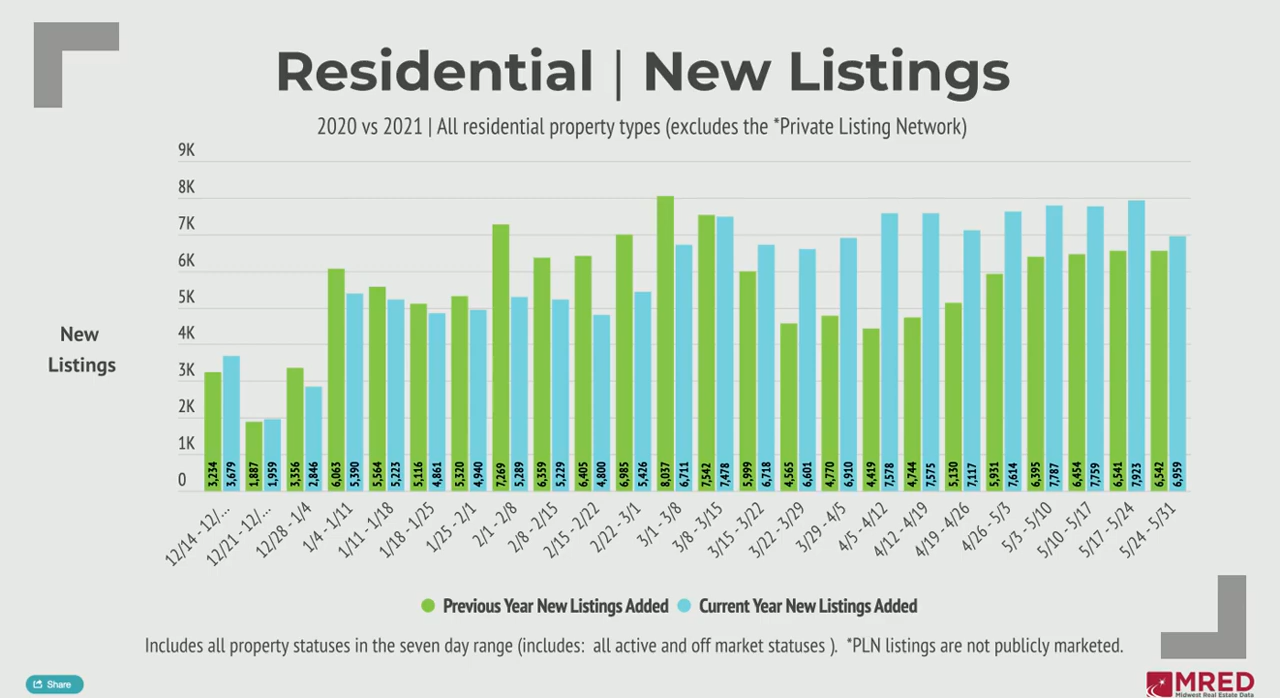 Residential | New Listings
2020 vs 2021 | All residential property types (excludes the *Private Listing Network)
9K
8K
7K
6K
5K
4K
3K
2K
1K
0
New
Listings
3,234
3,679
1,887
1,959
3,356
2,846
6,063
5,390
5,564
5,223
5,116
4,861
5,320
4,940
7,269
5,289
6,359
5,229
6,405
4,800
6,985
5,426
8,037
6,711
7,542
7,478
5,999
6,718
4,565
6,601
4,770
6,910
4,419
7,578
4,744
7,575
5,130
7,117
5,931
7,614
6,395
7,787
6,454
7,759
6,541
7,923
6,542
6,959
12/14 - 12/...
12/21 - 12/...
12/28 - 1/4
1/4 - 1/11
1/11 - 1/18
1/18 - 1/25
1/25 - 2/1
2/1 - 2/8
2/8 - 2/15
2/15 - 2/22
2/22 - 3/1
3/1 - 3/8
3/8 - 3/15
3/15 - 3/22
3/22 - 3/29
3/29 - 4/5
4/5 - 4/12
4/12 - 4/19
4/19 - 4/26
4/26 - 5/3
5/3 - 5/10
5/10 - 5/17
5/17 - 5/24
5/24 - 5/31
Previous Year New Listings Added
Current Year New Listings Added
Includes all property statuses in the seven day range (includes: all active and off market statuses ). *PLN listings are not publicly marketed.
Share
MRED
Midwest Real Estate Data